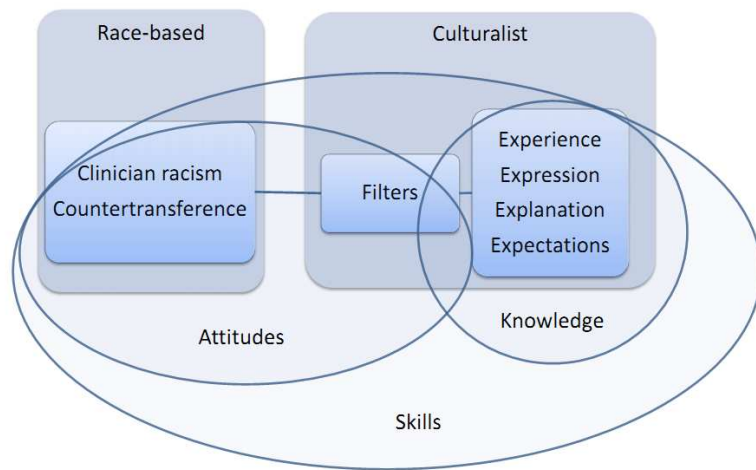 Race-based
Culturalist
Clinician racism
Countertransference
Filters
Experience
Expression
Explanation
Expectations
Attitudes
Knowledge
Skills